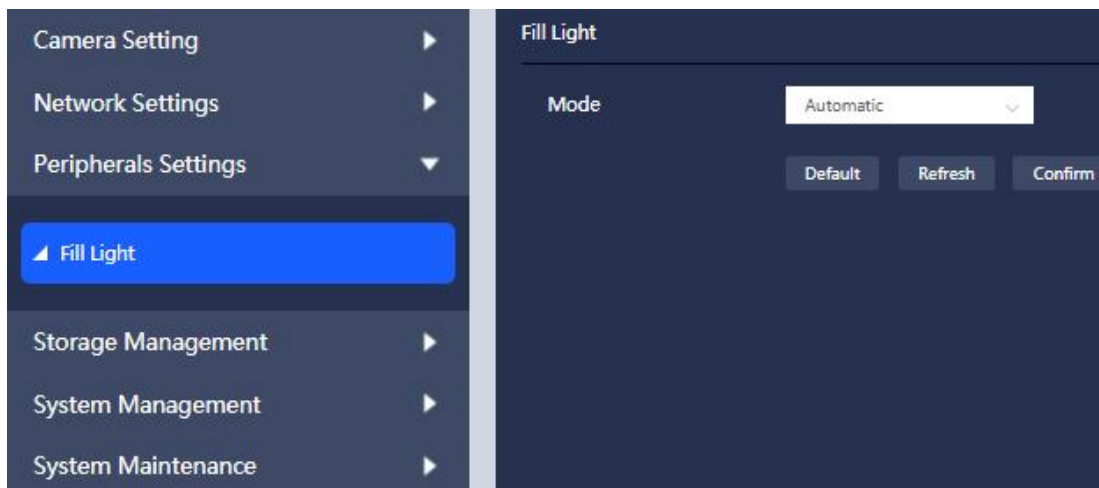 Camera Setting
Network Settings
Peripherals Settings
Fill Light
Storage Management
System Management
System Maintenance
Fill Light
Mode
Automatic
Default Refresh Confirm